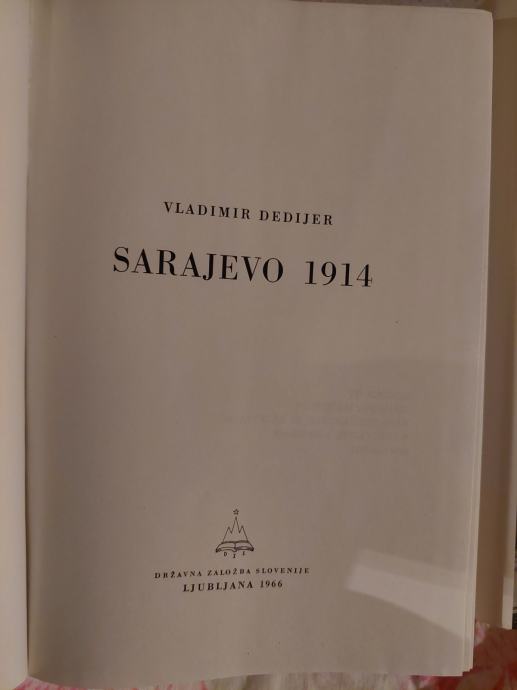 VLADIMIR DEDIJER
SARAJEVO 1914
D Z S
DRŽAVNA ZALOŽBA SLOVENIJE
LJUBLJANA 1966